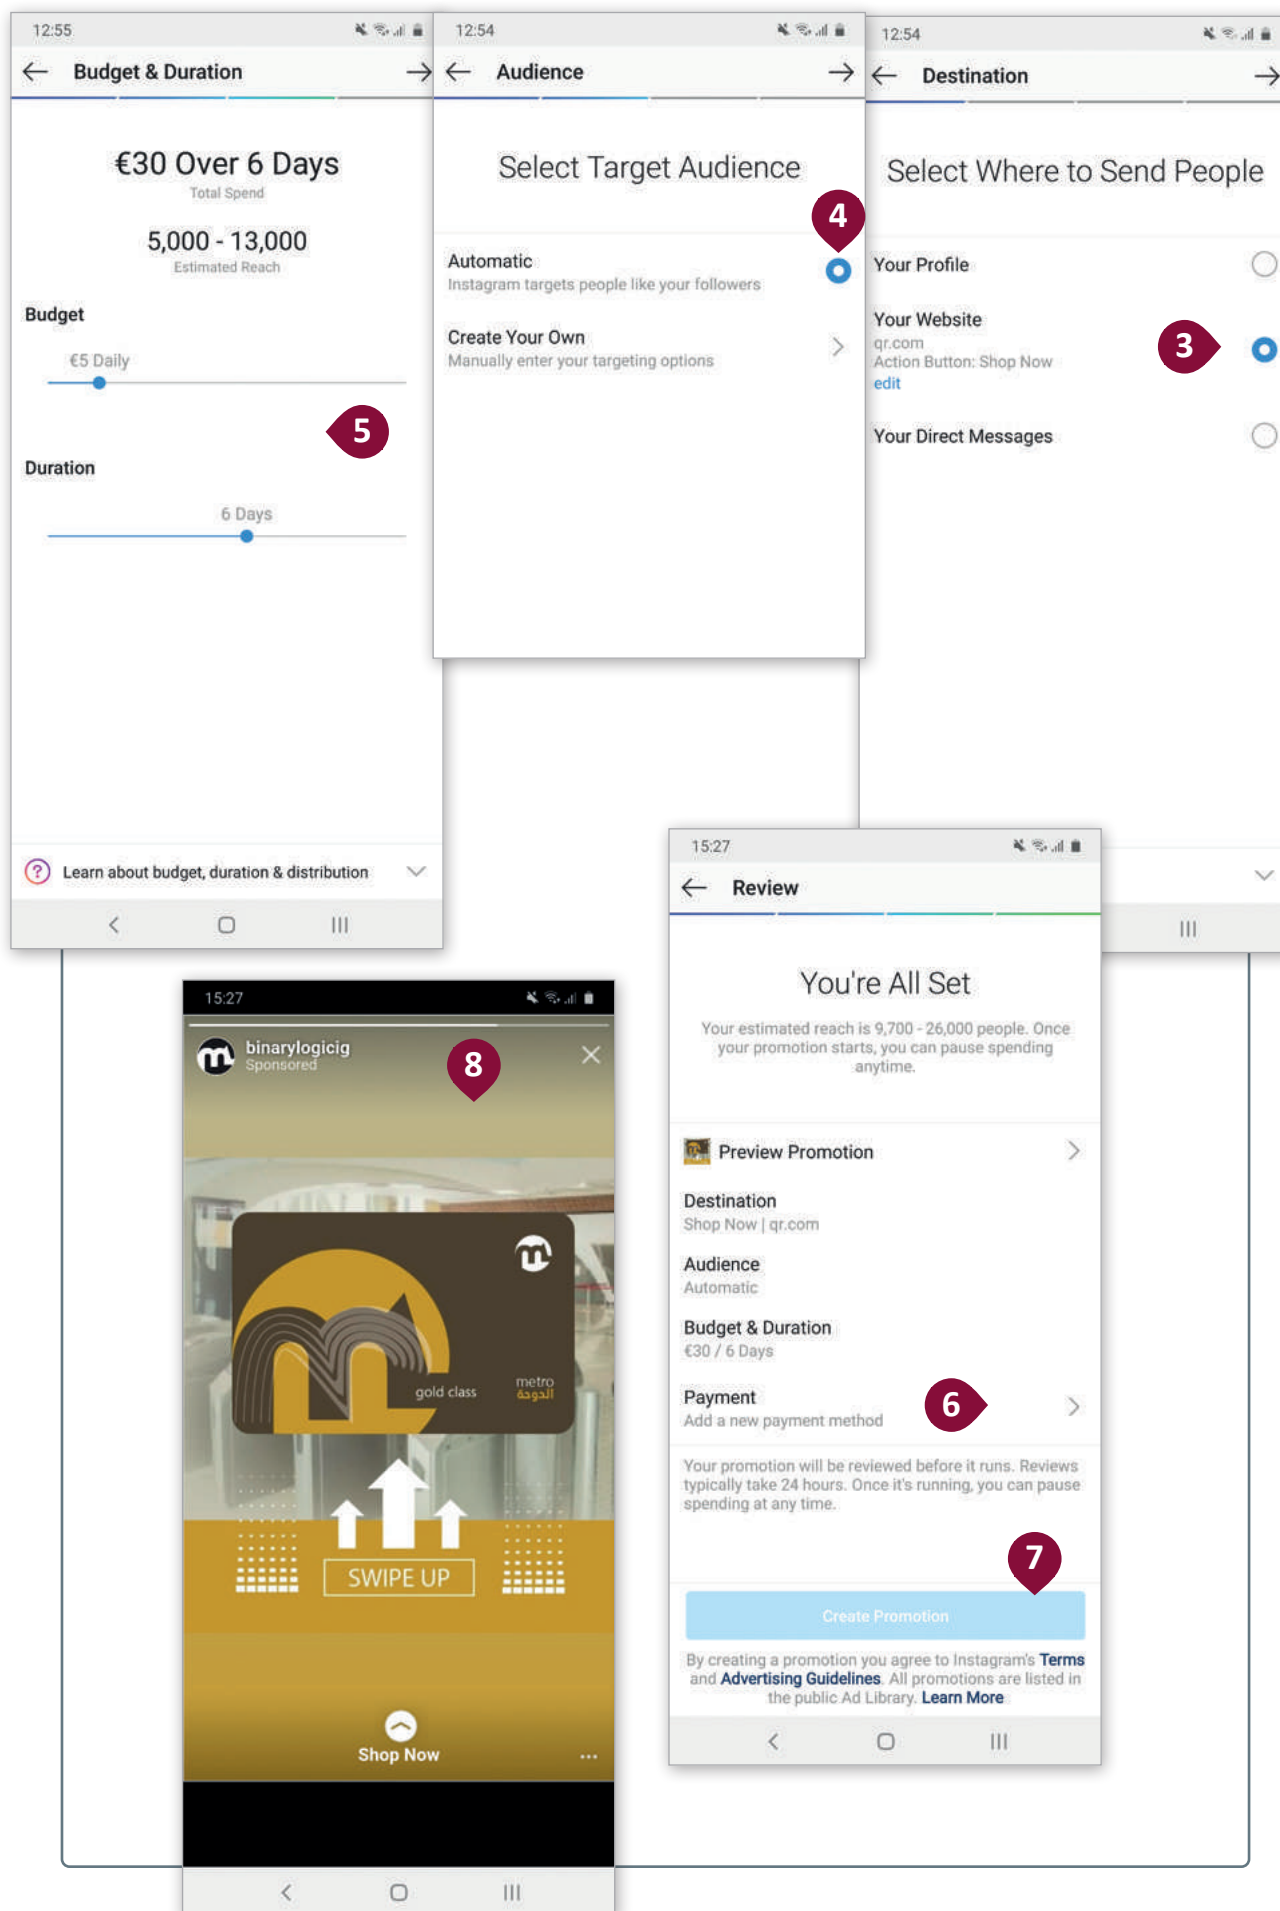 12:55
Budget & Duration
€30 Over 6 Days
Total Spend
5,000 - 13,000
Estimated Reach
Budget
€5 Daily
5
Duration
6 Days
Learn about budget, duration & distribution
12:54
Audience
Select Target Audience
4
Automatic
Instagram targets people like your followers
Create Your Own
Manually enter your targeting options
12:54
Destination
Select Where to Send People
Your Profile
Your Website
qr.com
Action Button: Shop Now
edit
3
Your Direct Messages
15:27
Review
You're All Set
Your estimated reach is 9,700 - 26,000 people. Once
your promotion starts, you can pause spending
anytime.
Preview Promotion
Destination
Shop Now | qr.com
Audience
Automatic
Budget & Duration
€30 / 6 Days
Payment
Add a new payment method
6
Your promotion will be reviewed before it runs. Reviews
typically take 24 hours. Once it's running, you can pause
spending at any time.
7
Create Promotion
By creating a promotion you agree to Instagram's Terms
and Advertising Guidelines. All promotions are listed in
the public Ad Library. Learn More
15:27
binarylogicig
Sponsored
8
gold class
metro
الدوحة
SWIPE UP
Shop Now